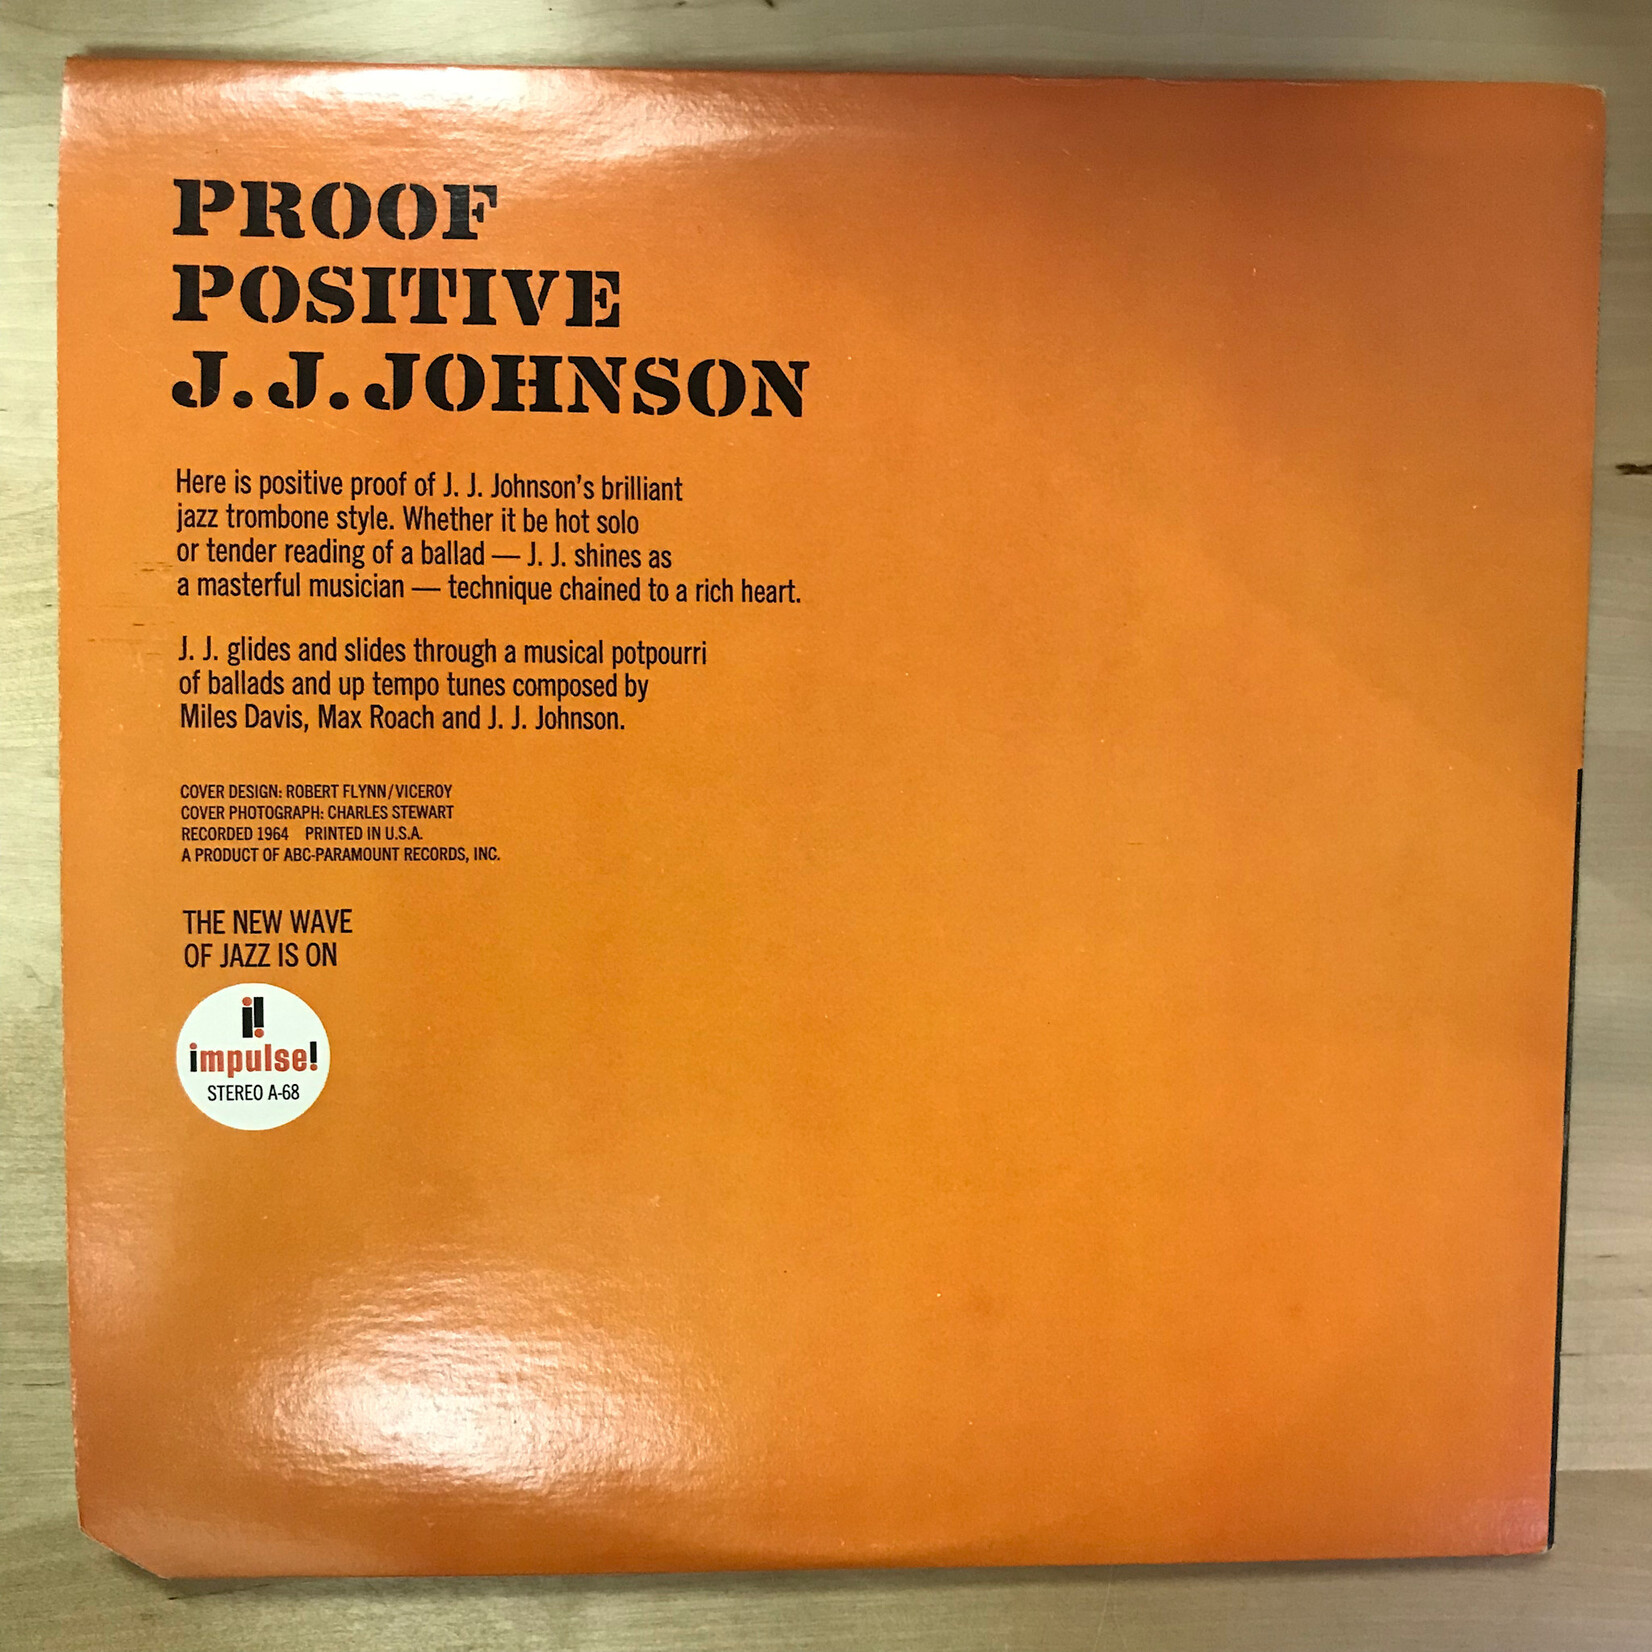 PROOF
POSITIVE
J. J. JOHNSON
Here is positive proof of J. J. Johnson's brilliant
jazz trombone style. Whether it be hot solo
or tender reading of a ballad — J. J. shines as
a masterful musician — technique chained to a rich heart.
J. J. glides and slides through a musical potpourri
of ballads and up tempo tunes composed by
Miles Davis, Max Roach and J. J. Johnson.
COVER DESIGN: ROBERT FLYNN/VICEROY
COVER PHOTOGRAPH: CHARLES STEWART
RECORDED 1964 PRINTED IN U.S.A.
A PRODUCT OF ABC-PARAMOUNT RECORDS, INC.
THE NEW WAVE
OF JAZZ IS ON
i!
impulse!
STEREO A-68